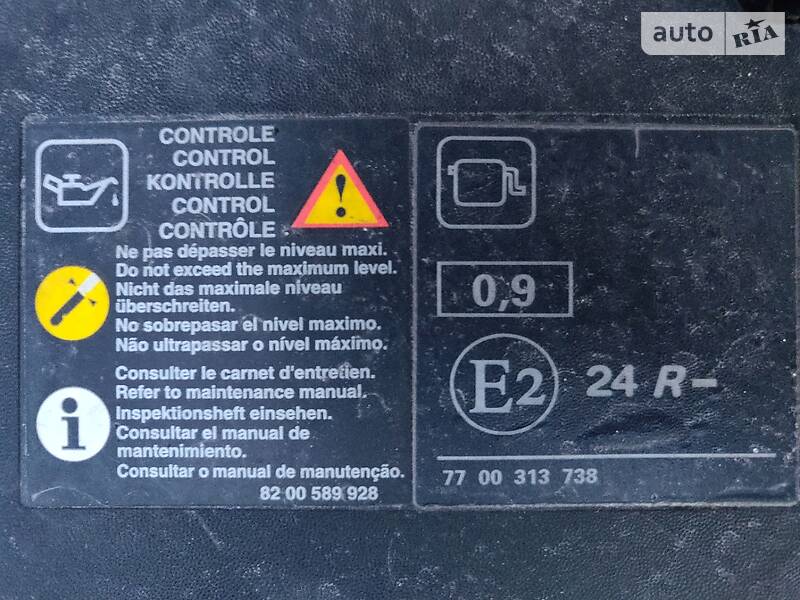 auto RIA
CONTROLE
CONTROL
KONTROLLE
CONTROL
CONTRÔLE
!
Ne pas dépasser le niveau maxi.
Do not exceed the maximum level.
Nicht das maximale niveau
überschreiten.
No sobrepasar el nivel maximo.
Não ultrapassar o nível máximo.
i
Consulter le carnet d'entretien.
Refer to maintenance manual.
Inspektionsheft einsehen.
Consultar el manual de
mantenimiento.
Consultar o manual de manutenção.
82 00 589 928
0,9
E2 24 R-
77 00 313 738